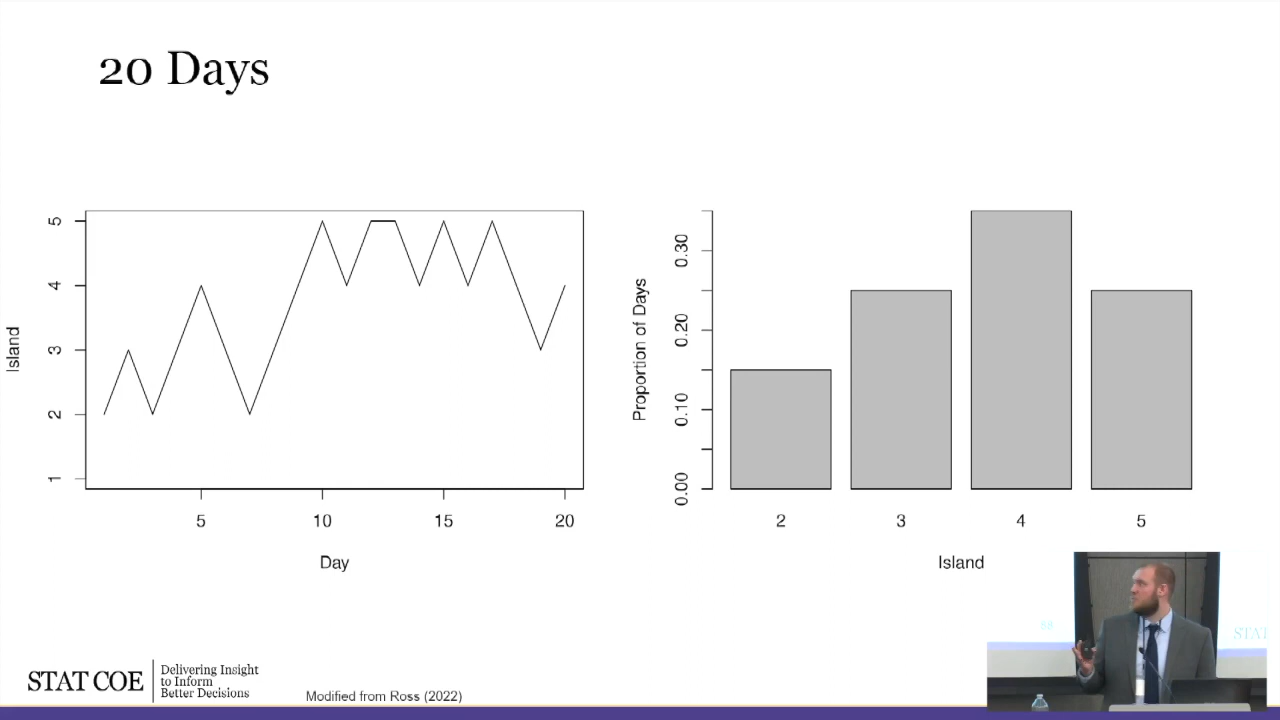 20 Days
Island
5
4
3
2
1
5
10
15
20
Day
Proportion of Days
0.30
0.20
0.10
0.00
2
3
4
5
Island
58
STAT
STAT COE
Delivering Insight
to Inform
Better Decisions
Modified from Ross (2022)